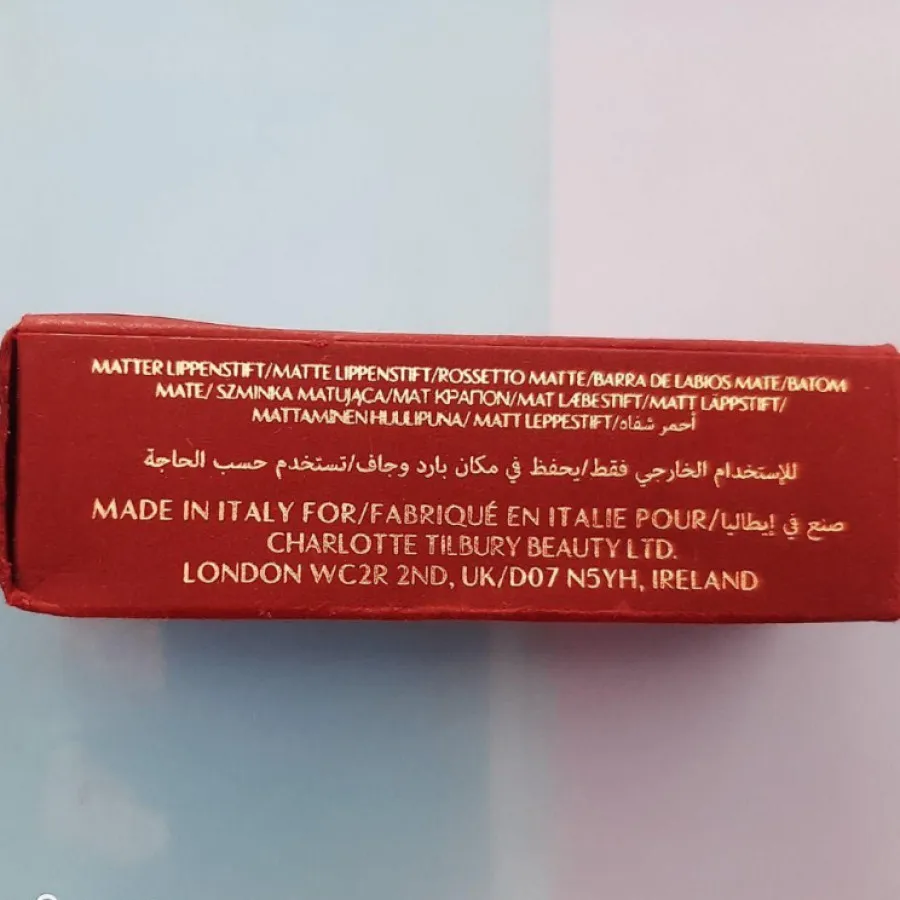 MATTER LIPPENSTIFT/MATTE LIPPENSTIFT/ROSSETTO MATTE/BARRA DE LABIOS MATE/BATOM
MATE/ SZMINKA MATUJĄCA/MAT ΚΡΑΓΙΟΝ/MAT LÆBESTIFT/MATT LÄPPSTIFT/
MATTAMINEN HUULIPUNA/ MATT LEPPESTIFT/أحمر شفاه
للإستخدام الخارجي فقط/يحفظ في مكان بارد وجاف/تستخدم حسب الحاجة
MADE IN ITALY FOR/FABRIQUÉ EN ITALIE POUR/صنع في إيطاليا
CHARLOTTE TILBURY BEAUTY LTD.
LONDON WC2R 2ND, UK/D07 N5YH, IRELAND